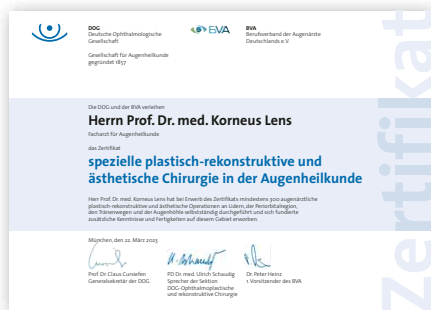 DOG
Deutsche Ophthalmologische
Gesellschaft
Gesellschaft für Augenheilkunde
gegründet 1857
BVA
BVA
Berufsverband der Augenärzte
Deutschlands e.V.
Zertifikat
Die DOG und der BVA verleihen
Herrn Prof. Dr. med. Korneus Lens
Facharzt für Augenheilkunde
das Zertifikat
spezielle plastisch-rekonstruktive und
ästhetische Chirurgie in der Augenheilkunde
Herr Prof. Dr. med. Korneus Lens hat bei Erwerb des Zertifikats mindestens 300 augenärztliche
plastisch-rekonstruktive und ästhetische Operationen an Lidern, der Periorbitalregion,
den Tränenwegen und der Augenhöhle selbstständig durchgeführt und sich fundierte
zusätzliche Kenntnisse und Fertigkeiten auf diesem Gebiet erworben.
München, den 22. März 2023
Prof. Dr. Claus Cursiefen
Generalsekretär der DOG
PD Dr. med. Ulrich Schaudig
Sprecher der Sektion
DOG-Ophthalmoplastische
und rekonstruktive Chirurgie
Dr. Peter Heinz
1. Vorsitzender des BVA